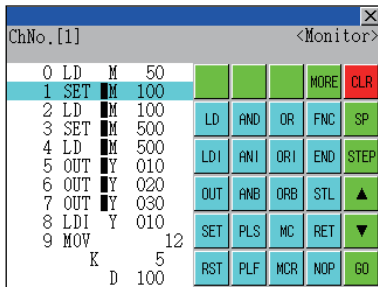 X
ChNo.[1] <Monitor>
0 LD M 50
1 SET M 100
2 LD M 100
3 SET M 500
4 LD M 500
5 OUT Y 010
6 OUT Y 020
7 OUT Y 030
8 LDI Y 010
9 MOV 12
K 5
D 100
MORE CLR
LD AND OR FNC SP
LDI ANI ORI END STEP
OUT ANB ORB STL ▲
SET PLS MC RET ▼
RST PLF MCR NOP GO